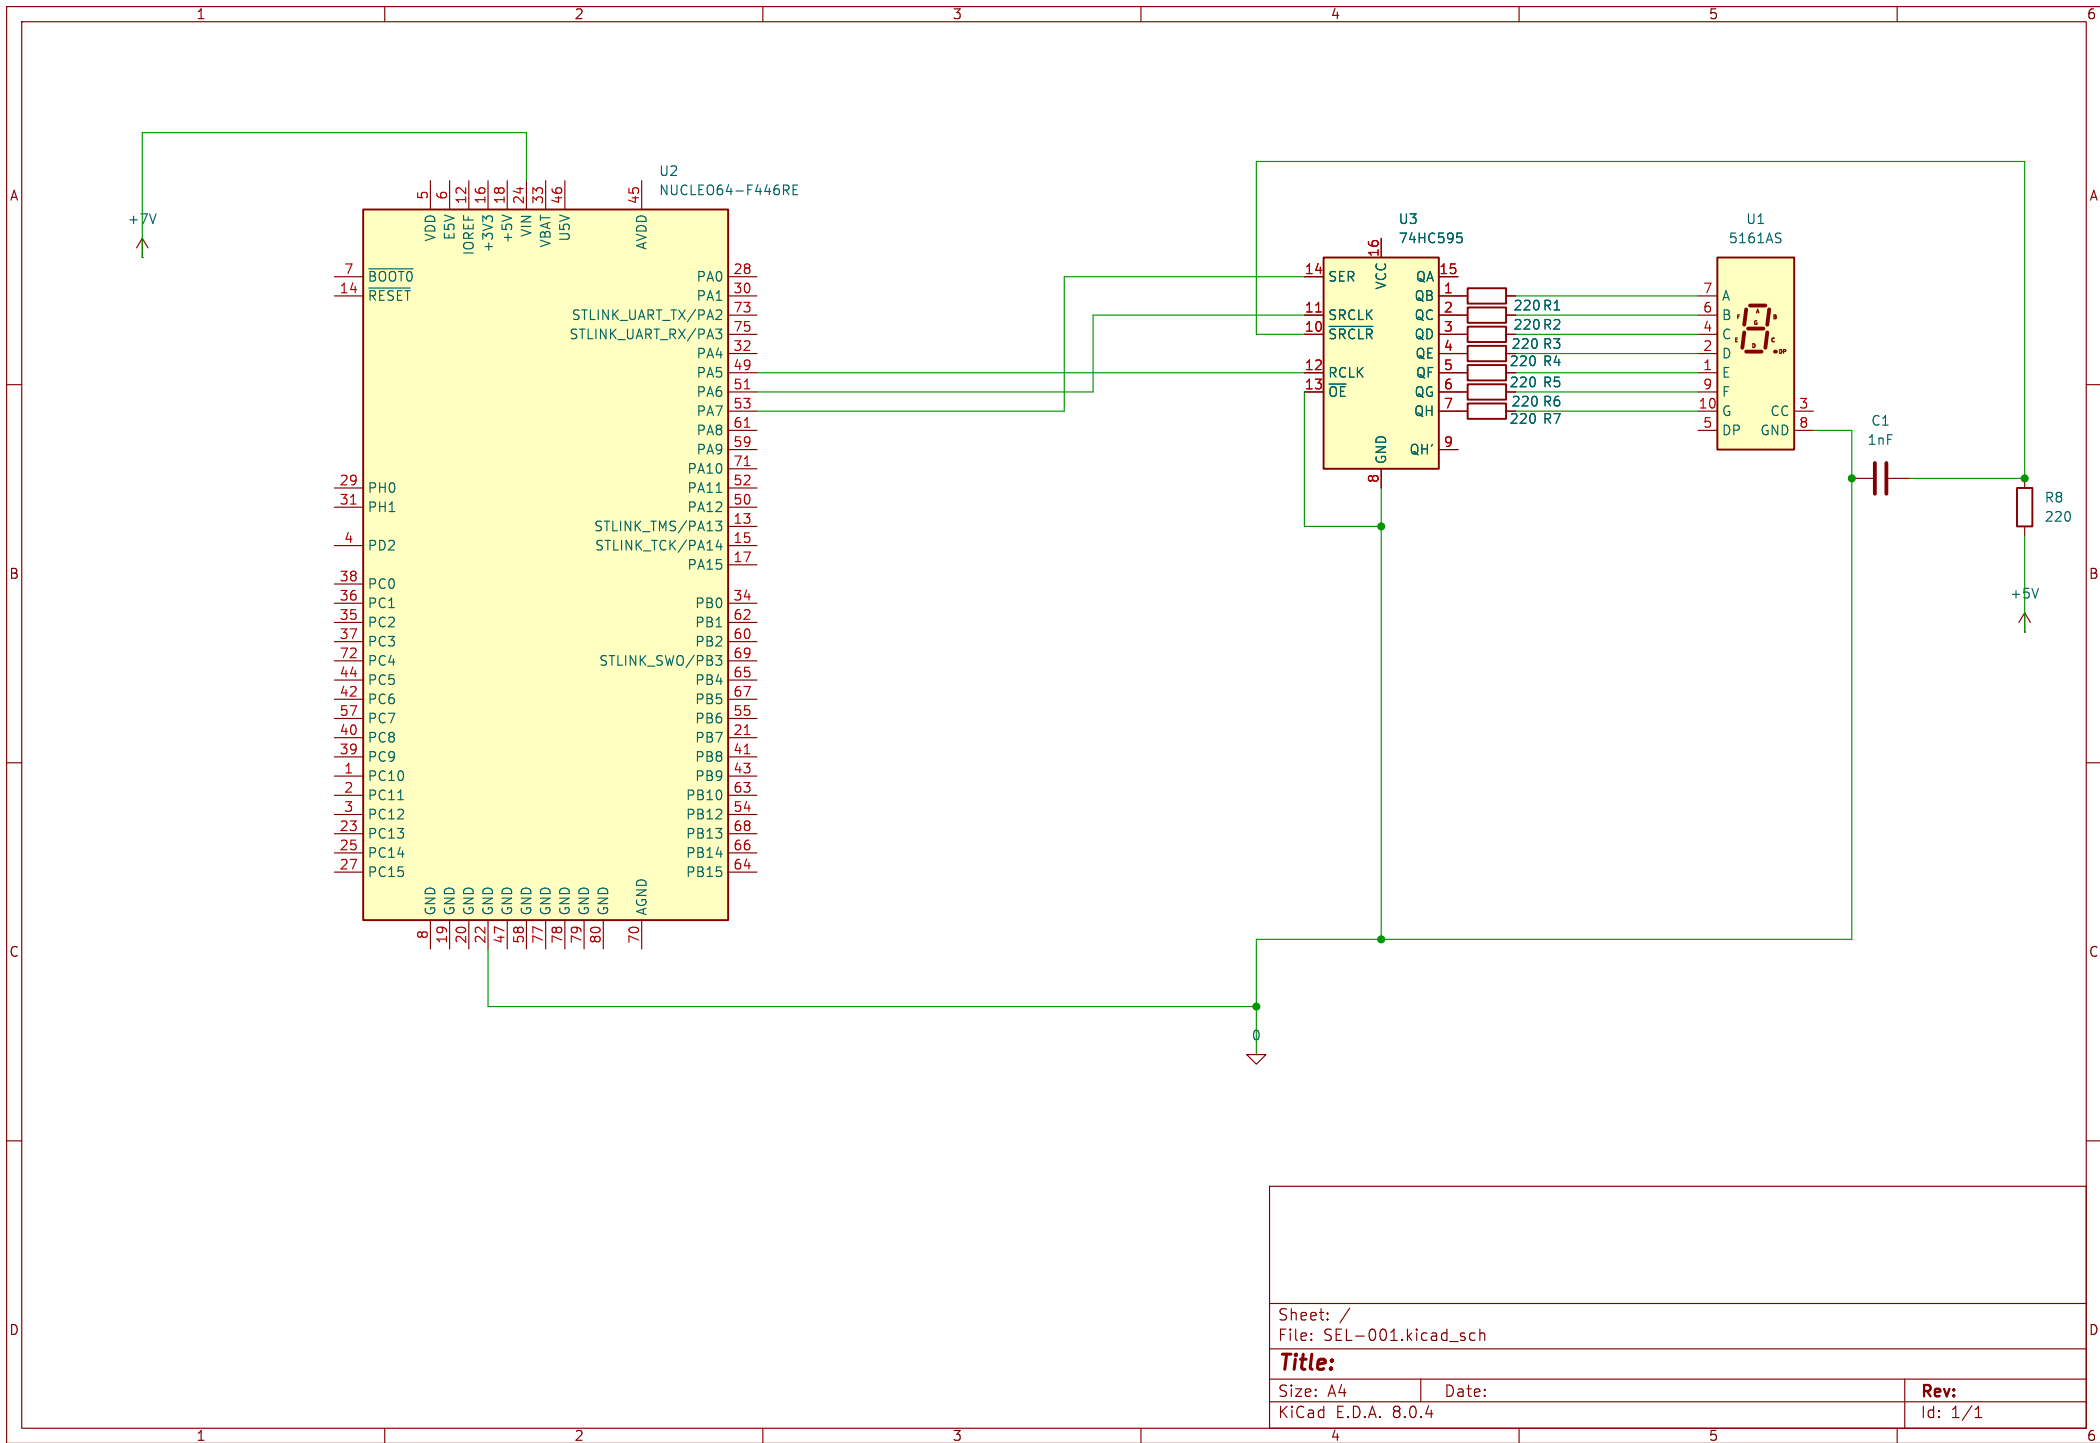 1 2 3 4 5 6
A
B
C
D
A
B
C
D
1 2 3 4 5 6
+7V
U2
NUCLEO64-F446RE
5 6 12 16 18 24 33 46 45
VDD E5V IOREF +3V3 +5V VIN VBAT U5V AVDD
7 BOOT0
14 RESET
29 PH0
31 PH1
4 PD2
38 PC0
36 PC1
35 PC2
37 PC3
72 PC4
44 PC5
42 PC6
57 PC7
40 PC8
39 PC9
1 PC10
2 PC11
3 PC12
23 PC13
25 PC14
27 PC15
PA0 28
PA1 30
STLINK_UART_TX/PA2 73
STLINK_UART_RX/PA3 75
PA4 32
PA5 49
PA6 51
PA7 53
PA8 61
PA9 59
PA10 71
PA11 52
PA12 50
STLINK_TMS/PA13 13
STLINK_TCK/PA14 15
PA15 17
PB0 34
PB1 62
PB2 60
STLINK_SWO/PB3 69
PB4 65
PB5 67
PB6 55
PB7 21
PB8 41
PB9 43
PB10 63
PB12 54
PB13 68
PB14 66
PB15 64
GND GND GND GND GND GND GND GND GND GND AGND
8 19 20 22 47 58 77 78 79 80 70
U3
74HC595
16
VCC
14 SER
11 SRCLK
10 SRCLR
12 RCLK
13 OE
QA 15
QB 1
QC 2
QD 3
QE 4
QF 5
QG 6
QH 7
QH' 9
GND
8
220 R1
220 R2
220 R3
220 R4
220 R5
220 R6
220 R7
U1
5161AS
7 A
6 B
4 C
2 D
1 E
9 F
10 G
5 DP
CC 3
GND 8
A
F B
G
E C
D DP
C1
1nF
R8
220
+5V
0
Sheet: /
File: SEL-001.kicad_sch
Title:
Size: A4 Date: Rev:
KiCad E.D.A. 8.0.4 Id: 1/1